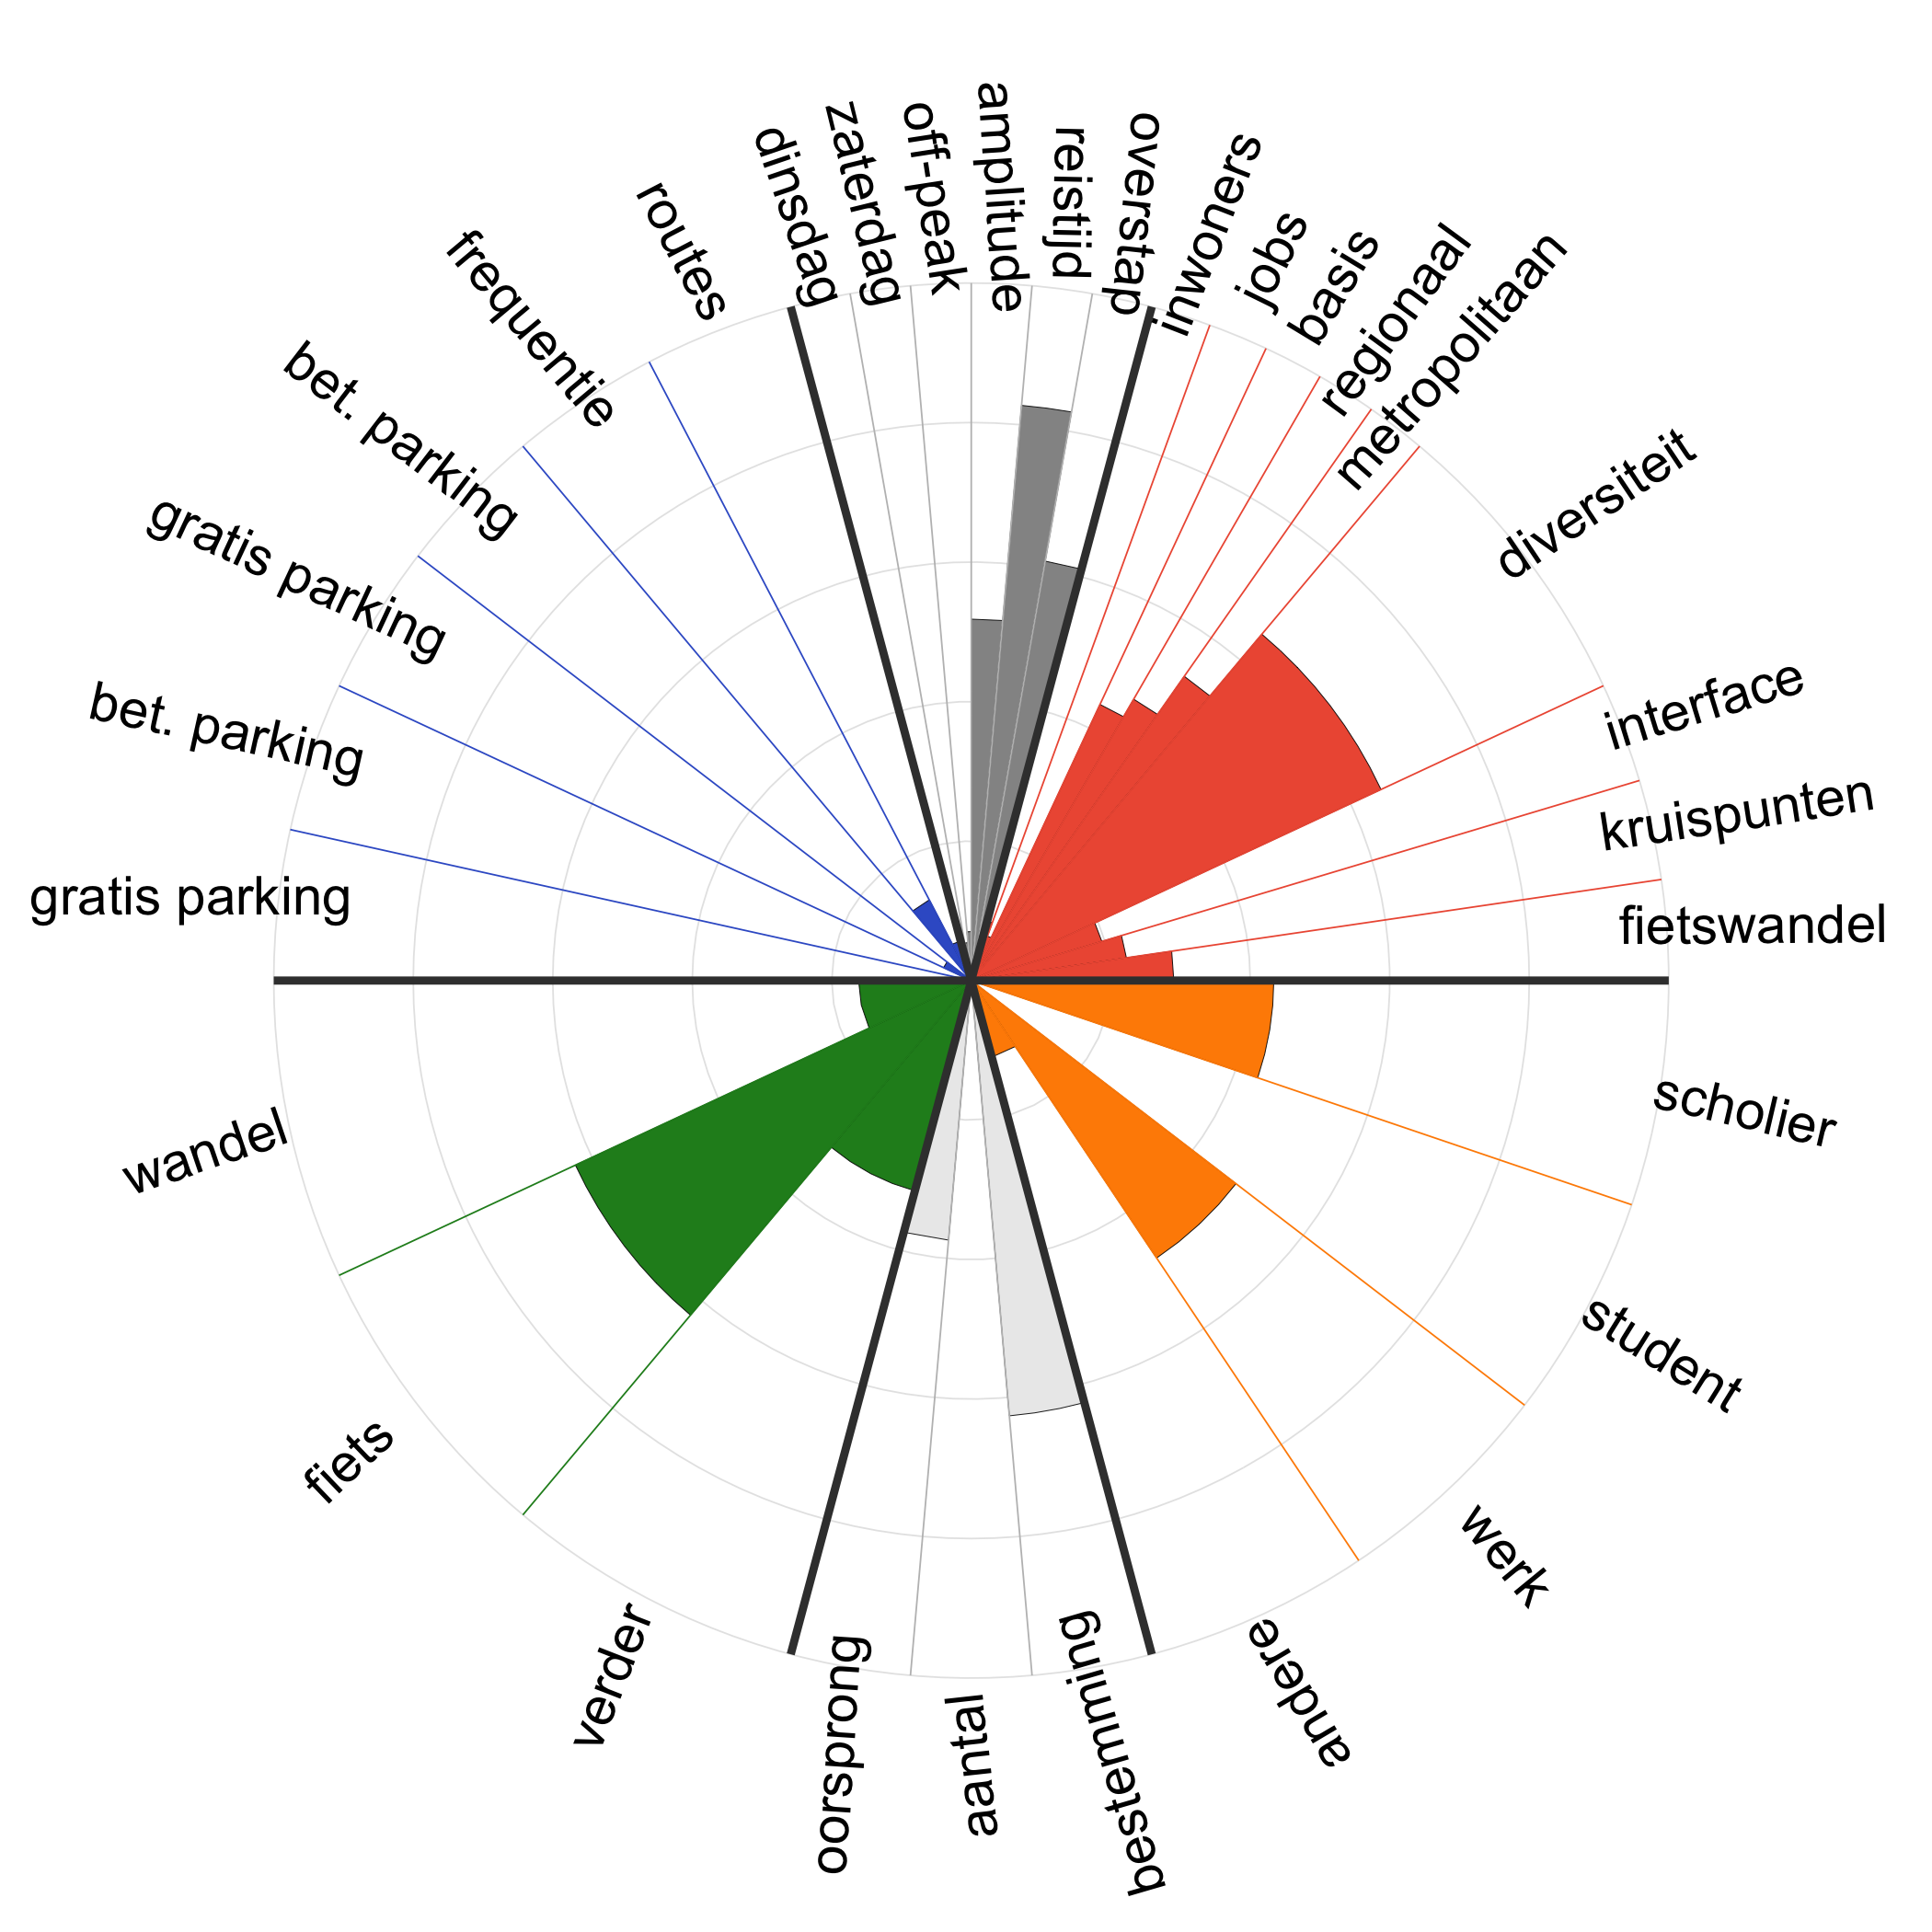 dinsdag
zaterdag
off-peak
amplitude
reistijd
overstap
inwoners
jobs
basis
regionaal
metropolitaan
diversiteit
interface
kruispunten
fietswandel
scholier
student
werk
andere
bestemming
aantal
oorsprong
verder
fiets
wandel
gratis parking
bet. parking
gratis parking
bet. parking
frequentie
routes